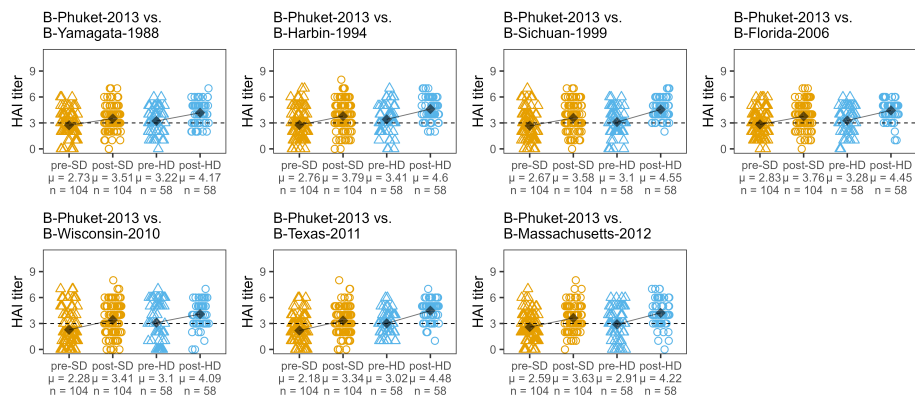 B-Phuket-2013 vs.
B-Yamagata-1988
HAI titer
9
6
3
0
pre-SD post-SD pre-HD post-HD
μ = 2.73 μ = 3.51 μ = 3.22 μ = 4.17
n = 104 n = 104 n = 58 n = 58
B-Phuket-2013 vs.
B-Harbin-1994
HAI titer
9
6
3
0
pre-SD post-SD pre-HD post-HD
μ = 2.76 μ = 3.79 μ = 3.41 μ = 4.6
n = 104 n = 104 n = 58 n = 58
B-Phuket-2013 vs.
B-Sichuan-1999
HAI titer
9
6
3
0
pre-SD post-SD pre-HD post-HD
μ = 2.67 μ = 3.58 μ = 3.1 μ = 4.55
n = 104 n = 104 n = 58 n = 58
B-Phuket-2013 vs.
B-Florida-2006
HAI titer
9
6
3
0
pre-SD post-SD pre-HD post-HD
μ = 2.83 μ = 3.76 μ = 3.28 μ = 4.45
n = 104 n = 104 n = 58 n = 58
B-Phuket-2013 vs.
B-Wisconsin-2010
HAI titer
9
6
3
0
pre-SD post-SD pre-HD post-HD
μ = 2.28 μ = 3.41 μ = 3.1 μ = 4.09
n = 104 n = 104 n = 58 n = 58
B-Phuket-2013 vs.
B-Texas-2011
HAI titer
9
6
3
0
pre-SD post-SD pre-HD post-HD
μ = 2.18 μ = 3.34 μ = 3.02 μ = 4.48
n = 104 n = 104 n = 58 n = 58
B-Phuket-2013 vs.
B-Massachusetts-2012
HAI titer
9
6
3
0
pre-SD post-SD pre-HD post-HD
μ = 2.59 μ = 3.63 μ = 2.91 μ = 4.22
n = 104 n = 104 n = 58 n = 58